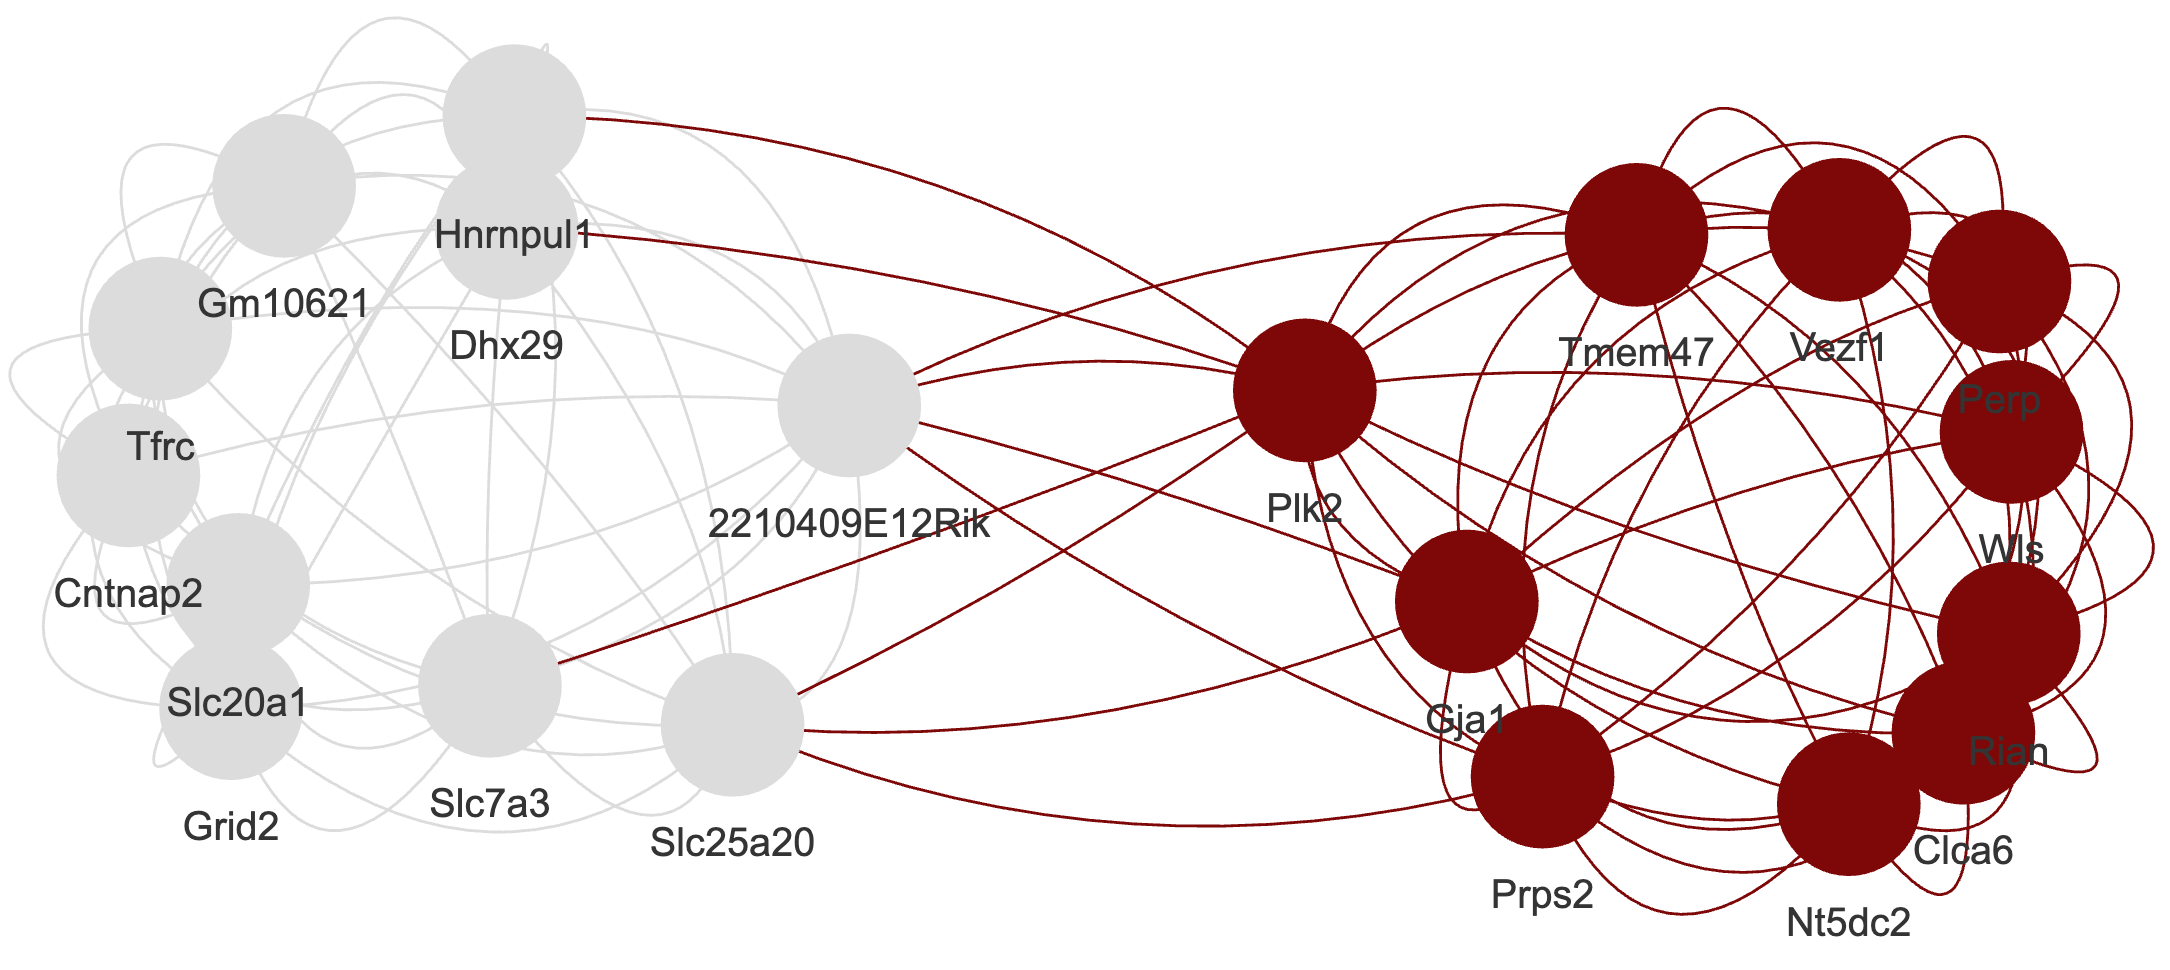 Hnrnpul1
Gm10621
Dhx29
Tmem47
Vezf1
Perp
Tfrc
Plk2
2210409E12Rik
Wls
Cntnap2
Slc20a1
Gja1
Rian
Slc7a3
Grid2
Slc25a20
Clca6
Prps2
Nt5dc2